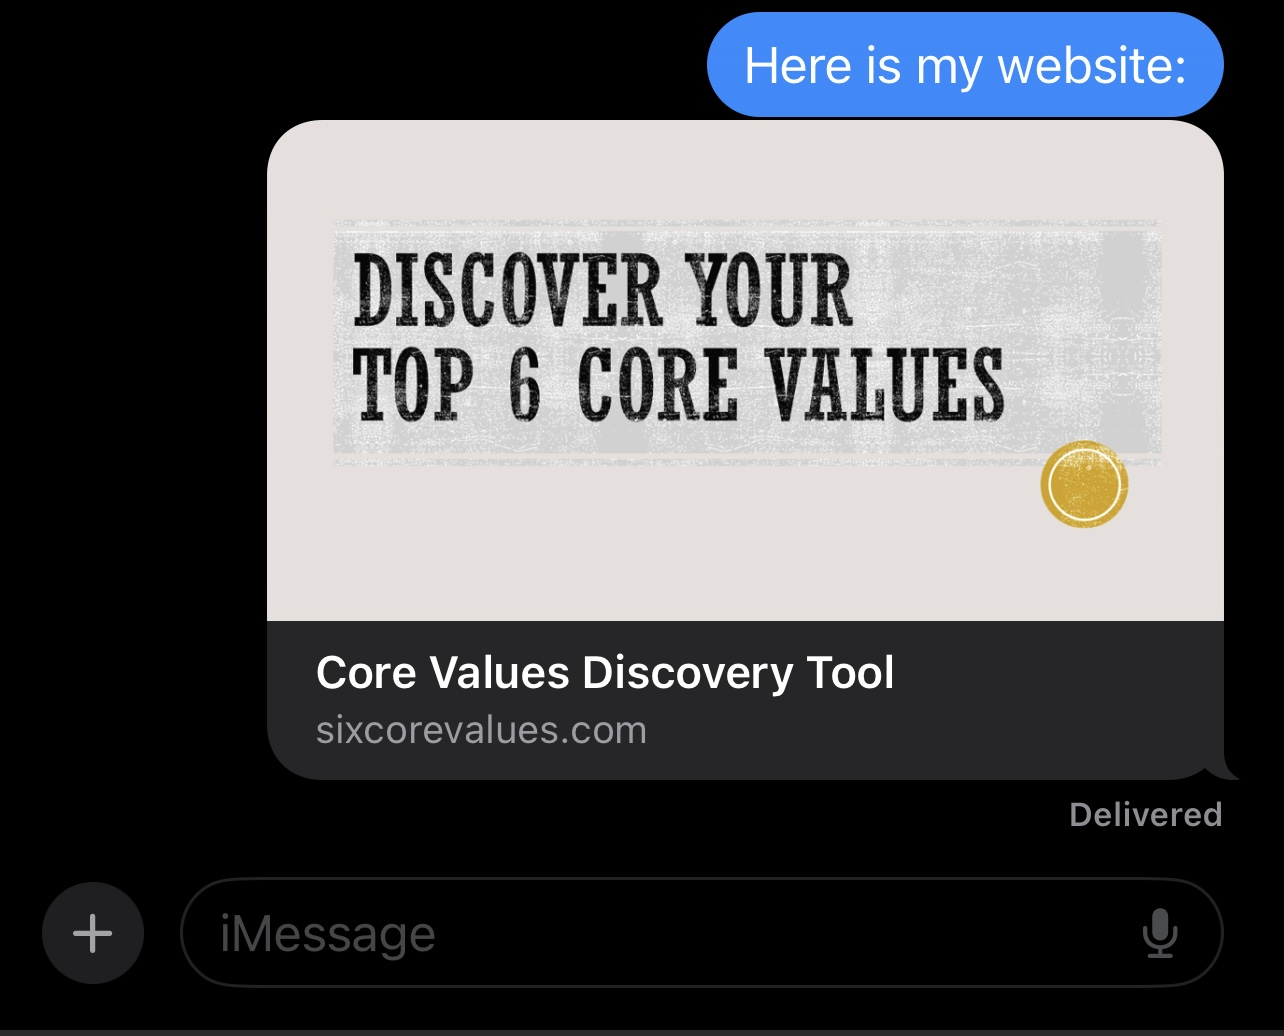 Here is my website:
DISCOVER YOUR
TOP 6 CORE VALUES
Core Values Discovery Tool
sixcorevalues.com
Delivered
iMessage